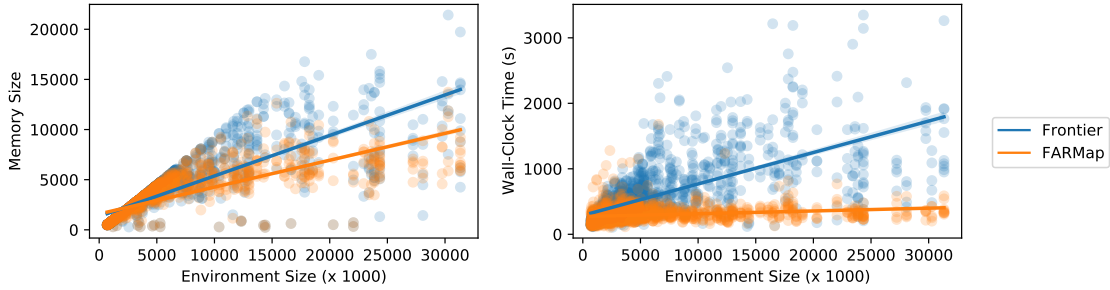 Memory Size
20000
15000
10000
5000
0
0 5000 10000 15000 20000 25000 30000
Environment Size (x 1000)
Wall-Clock Time (s)
3000
2000
1000
0
0 5000 10000 15000 20000 25000 30000
Environment Size (x 1000)
Frontier
FARMap